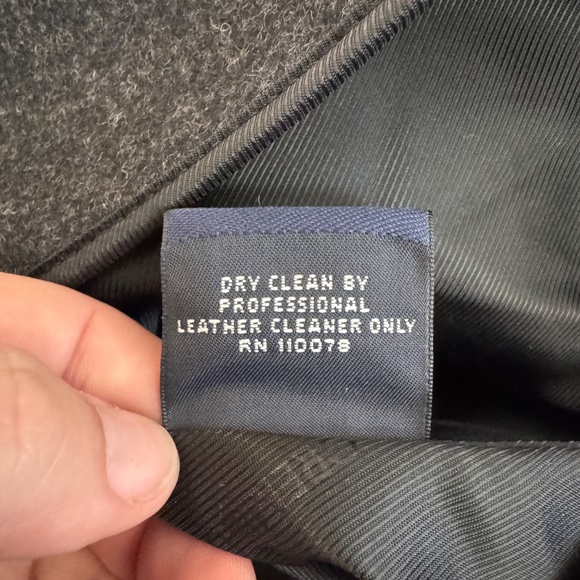 DRY CLEAN BY
PROFESSIONAL
LEATHER CLEANER ONLY
RN 110078